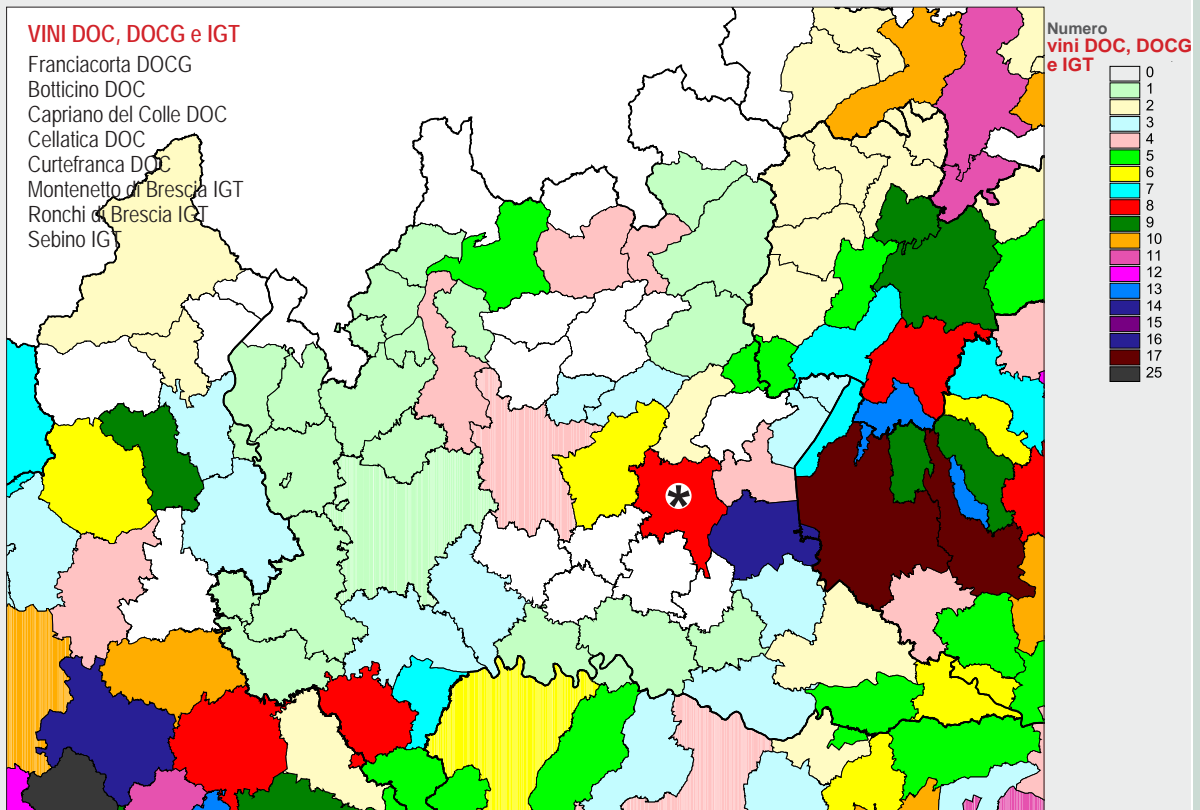 VINI DOC, DOCG e IGT
Franciacorta DOCG
Botticino DOC
Capriano del Colle DOC
Cellatica DOC
Curtefranca DOC
Montenetto di Brescia IGT
Ronchi di Brescia IGT
Sebino IGT
Numero
vini DOC, DOCG
e IGT
0
1
2
3
4
5
6
7
8
9
10
11
12
13
14
15
16
17
25